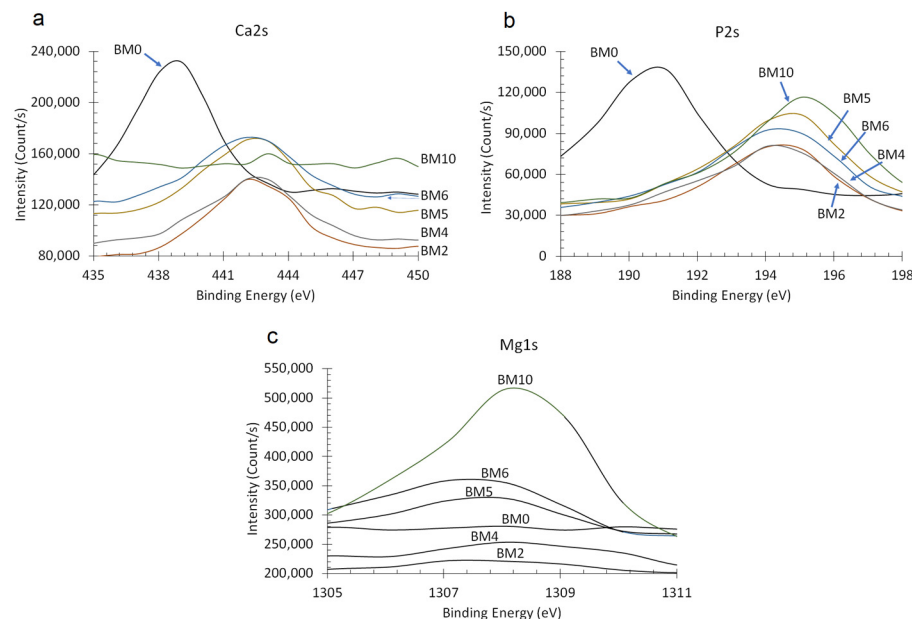 a
Ca2s
BM0
240,000
200,000
160,000
120,000
80,000
Intensity (Count/s)
BM10
BM6
BM5
BM4
BM2
435 438 441 444 447 450
Binding Energy (eV)
b
P2s
BM0
BM10
BM5
BM6
BM4
BM2
150,000
120,000
90,000
60,000
30,000
0
Intensity (Count/s)
188 190 192 194 196 198
Binding Energy (eV)
c
Mg1s
BM10
BM6
BM5
BM0
BM4
BM2
550,000
500,000
450,000
400,000
350,000
300,000
250,000
200,000
Intensity (Count/s)
1305 1307 1309 1311
Binding Energy (eV)